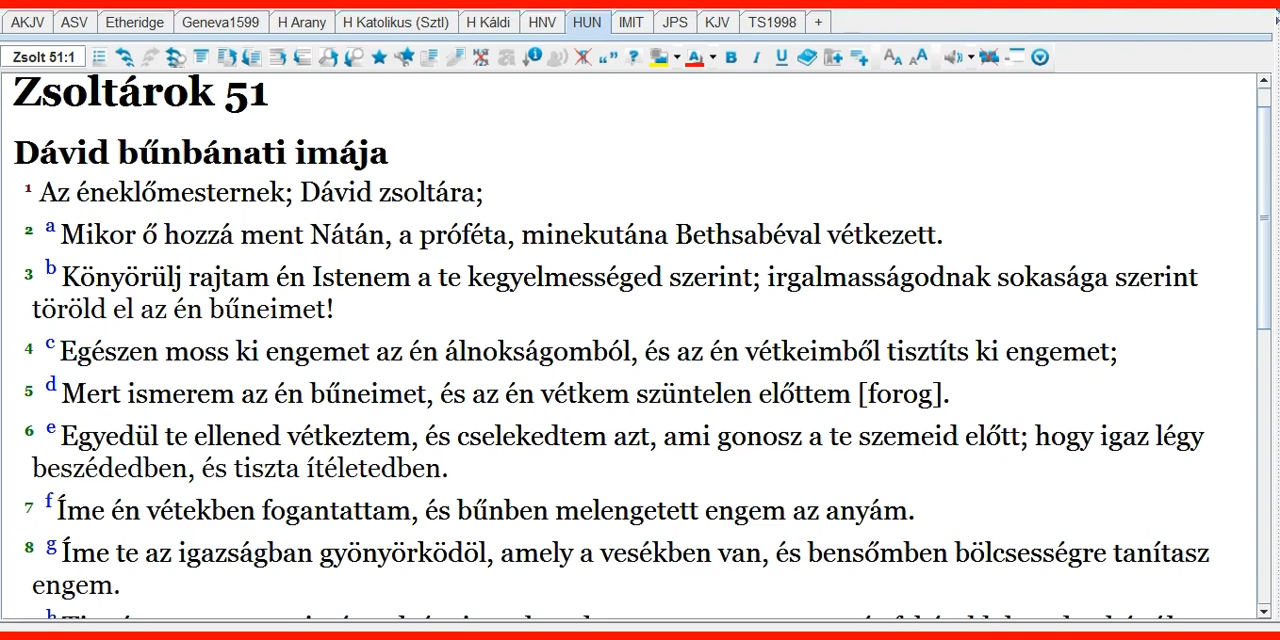 AKJV ASV Etheridge Geneva1599 H Arany H Katolikus (Sztl) H Káldi HNV HUN IMIT JPS KJV TS1998 +
Zsolt 51:1
Zsoltárok 51
Dávid bűnbánati imája
1 Az éneklőmesternek; Dávid zsoltára;
2 a Mikor ő hozzá ment Nátán, a próféta, minekutána Bethsabéval vétkezett.
3 b Könyörülj rajtam én Istenem a te kegyelmességed szerint; irgalmasságodnak sokasága szerint
töröld el az én bűneimet!
4 c Egészen moss ki engemet az én álnokságomból, és az én vétkeimből tisztíts ki engemet;
5 d Mert ismerem az én bűneimet, és az én vétkem szüntelen előttem [forog].
6 e Egyedül te ellened vétkeztem, és cselekedtem azt, ami gonosz a te szemeid előtt; hogy igaz légy
beszédedben, és tiszta ítéletedben.
7 f Íme én vétekben fogantattam, és bűnben melengetett engem az anyám.
8 g Íme te az igazságban gyönyörködöl, amely a vesékben van, és bensőmben bölcsességre tanítasz
engem.
h